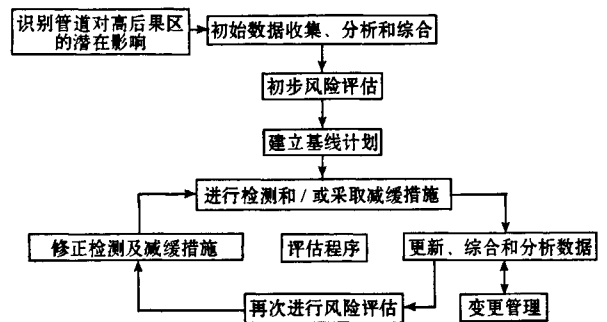 识别管道对高后果区
的潜在影响
初始数据收集、分析和综合
初步风险评估
建立基线计划
进行检测和/或采取减缓措施
修正检测及减缓措施
评估程序
更新、综合和分析数据
再次进行风险评估
变更管理